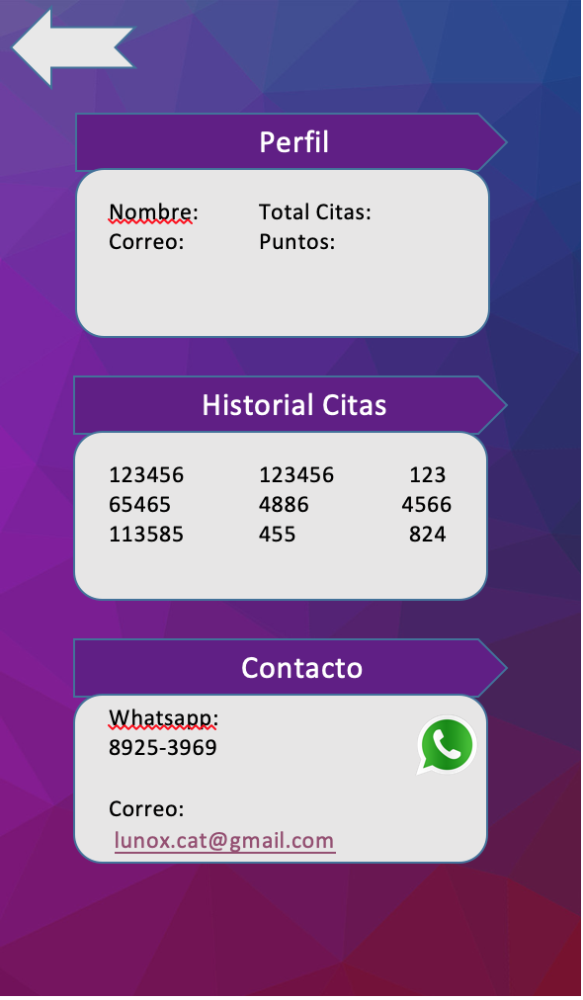 Perfil
Nombre: Total Citas:
Correo: Puntos:
Historial Citas
123456 123456 123
65465 4886 4566
113585 455 824
Contacto
Whatsapp:
8925-3969
Correo:
lunox.cat@gmail.com